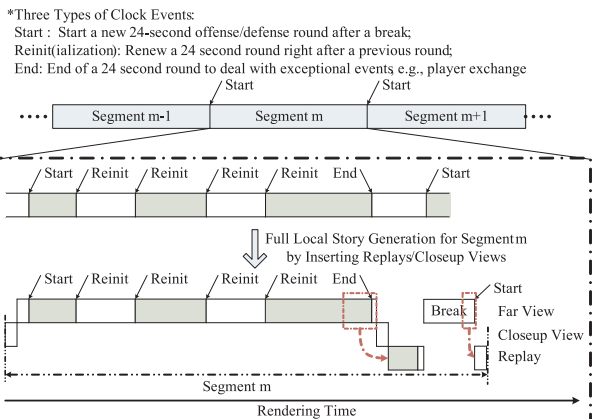 *Three Types of Clock Events:
Start : Start a new 24-second offense/defense round after a break;
Reinit(ialization): Renew a 24 second round right after a previous round;
End: End of a 24 second round to deal with exceptional events e.g., player exchange
Start Start
Segment m-1 Segment m Segment m+1
Start Reinit Reinit Reinit Reinit End Start
Full Local Story Generation for Segmentm
by Inserting Replays/Closeup Views
Start Reinit Reinit Reinit Reinit End Start
Break Far View
Closeup View
Replay
Segment m
Rendering Time